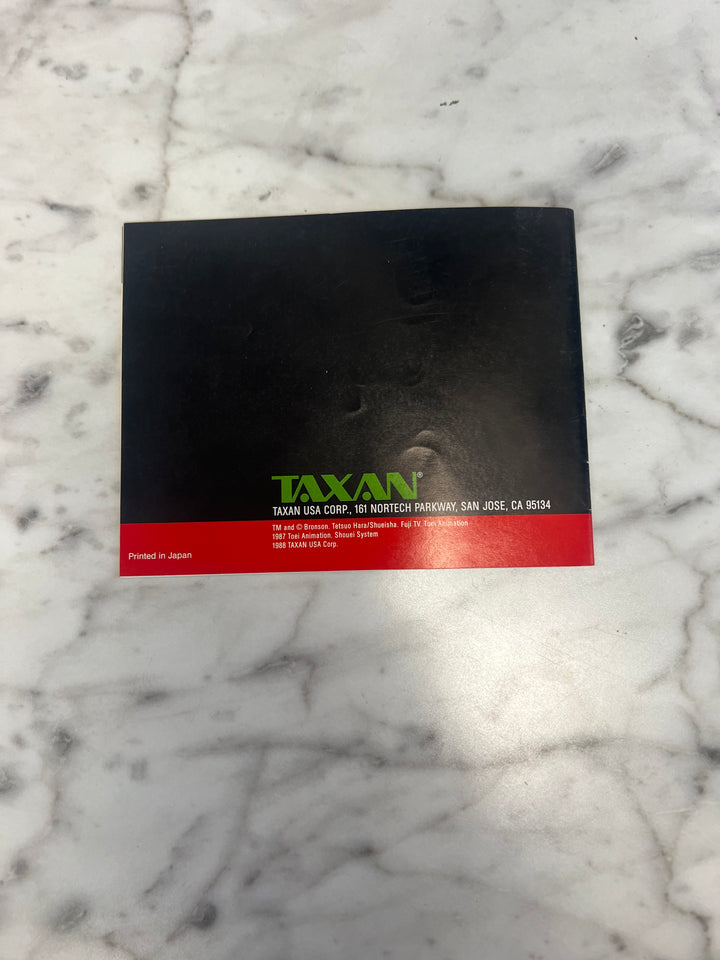 TAXAN®
TAXAN USA CORP., 161 NORTECH PARKWAY, SAN JOSE, CA 95134
TM and © Bronson. Tetsuo Hara/Shueisha. Fuji TV. Toei Animation
1987 Toei Animation. Shouei System
1988 TAXAN USA Corp.
Printed in Japan